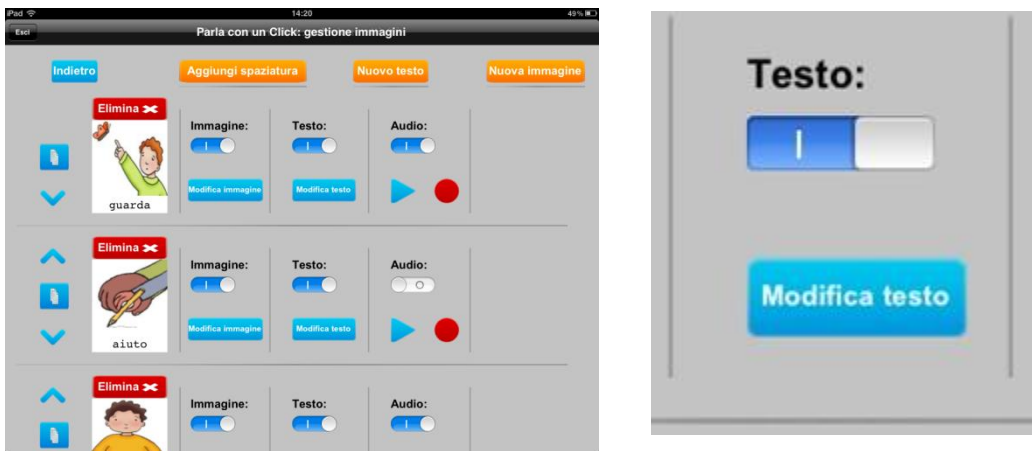 iPad 14:20 49%
Esci Parla con un Click: gestione immagini
Indietro Aggiungi spaziatura Nuovo testo Nuova immagine
Elimina
Immagine: Testo: Audio:
Modifica immagine Modifica testo
guarda
Elimina
Immagine: Testo: Audio:
Modifica immagine Modifica testo
aiuto
Elimina
Immagine: Testo: Audio:
Testo:
Modifica testo